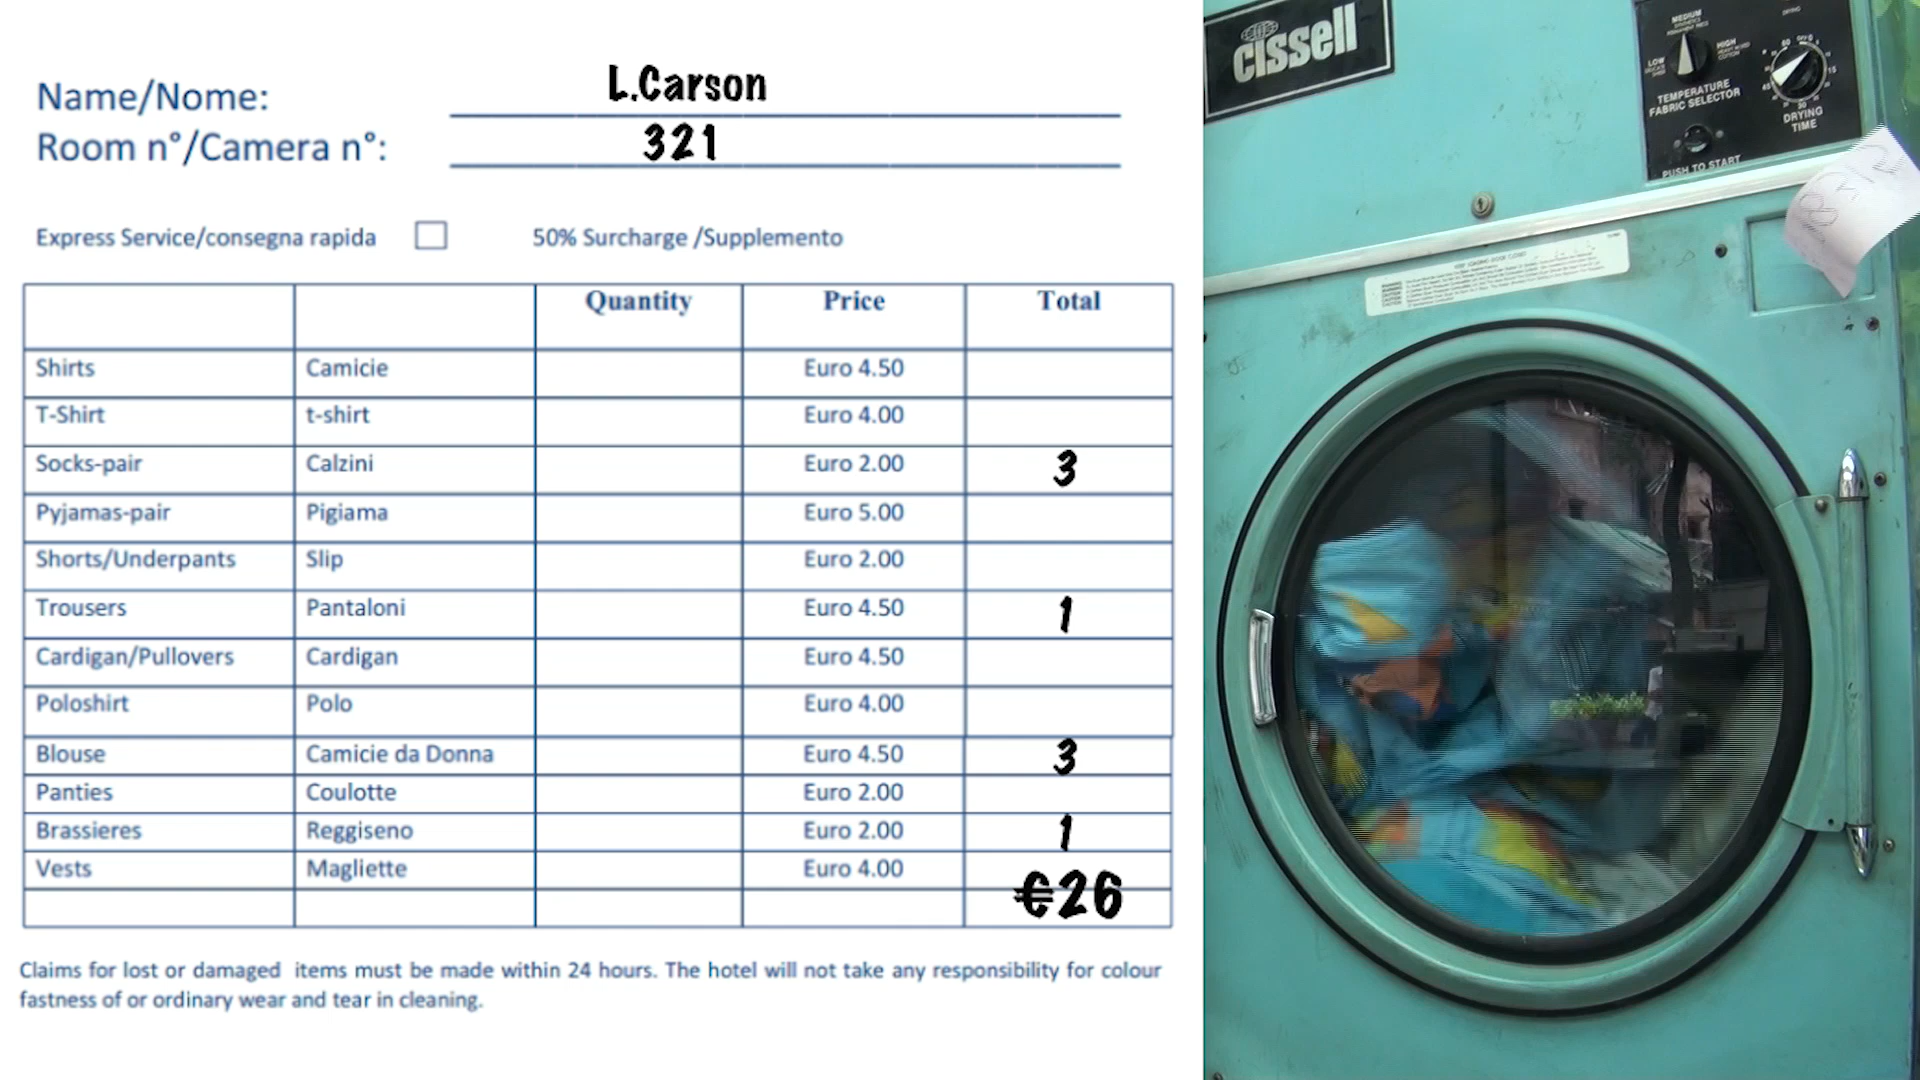 Name/Nome: L.Carson
Room n°/Camera n°: 321
Express Service/consegna rapida 50% Surcharge /Supplemento
Quantity Price Total
Shirts Camicie Euro 4.50
T-Shirt t-shirt Euro 4.00
Socks-pair Calzini Euro 2.00 3
Pyjamas-pair Pigiama Euro 5.00
Shorts/Underpants Slip Euro 2.00
Trousers Pantaloni Euro 4.50 1
Cardigan/Pullovers Cardigan Euro 4.50
Poloshirt Polo Euro 4.00
Blouse Camicie da Donna Euro 4.50 3
Panties Coulotte Euro 2.00
Brassieres Reggiseno Euro 2.00 1
Vests Magliette Euro 4.00
€26
Claims for lost or damaged items must be made within 24 hours. The hotel will not take any responsibility for colour
fastness of or ordinary wear and tear in cleaning.
cissell
MEDIUM
HIGH
LOW
TEMPERATURE
FABRIC SELECTOR
DRYING
TIME
PUSH TO START